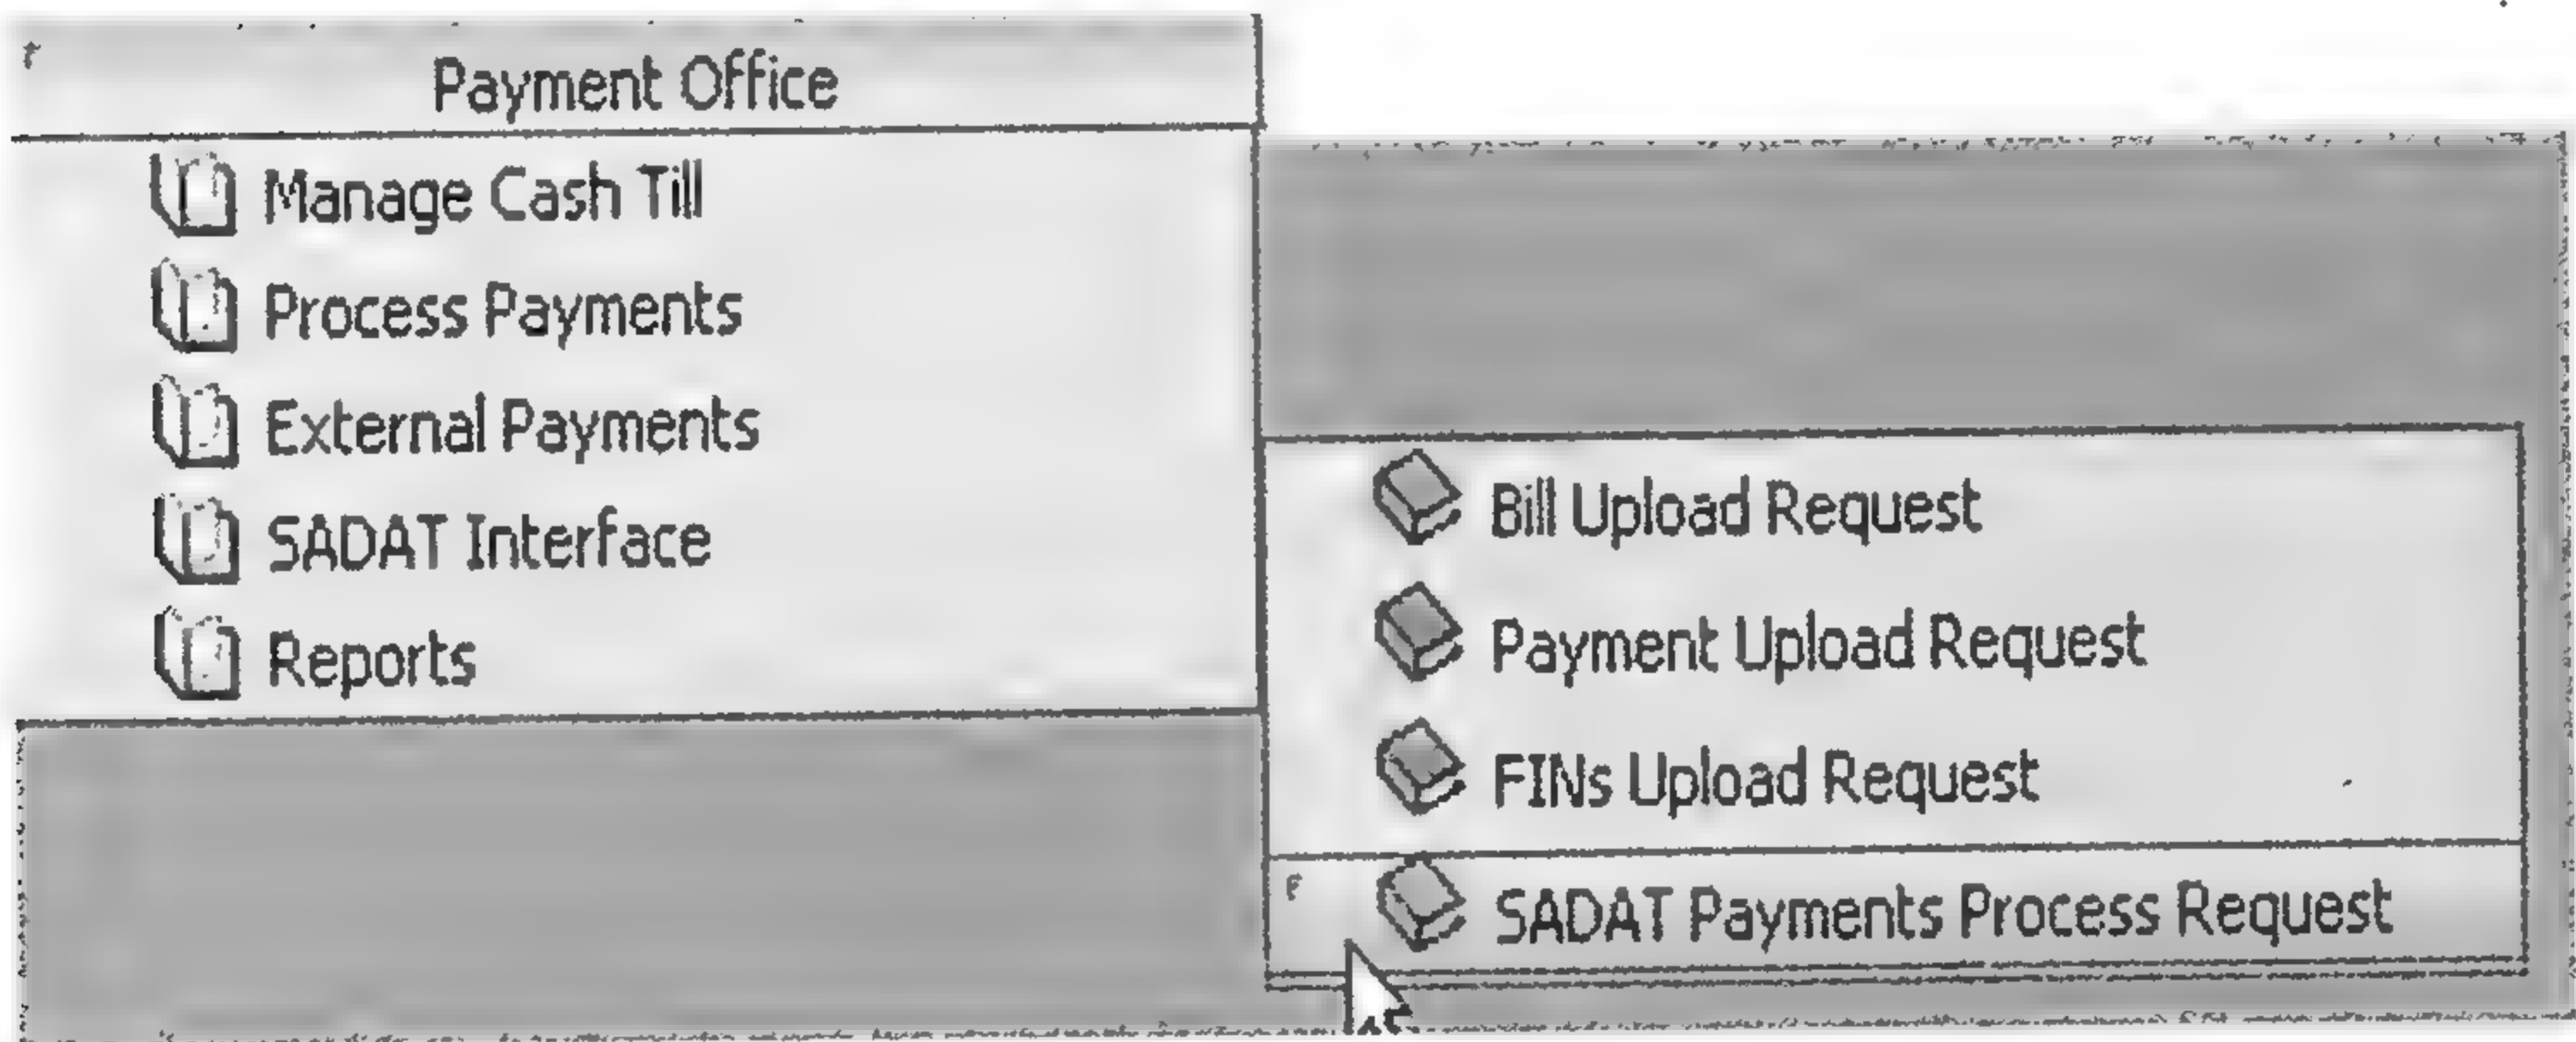 Payment Office
Manage Cash Till
Process Payments
External Payments
SADAT Interface
Reports
Bill Upload Request
Payment Upload Request
FINs Upload Request
SADAT Payments Process Request